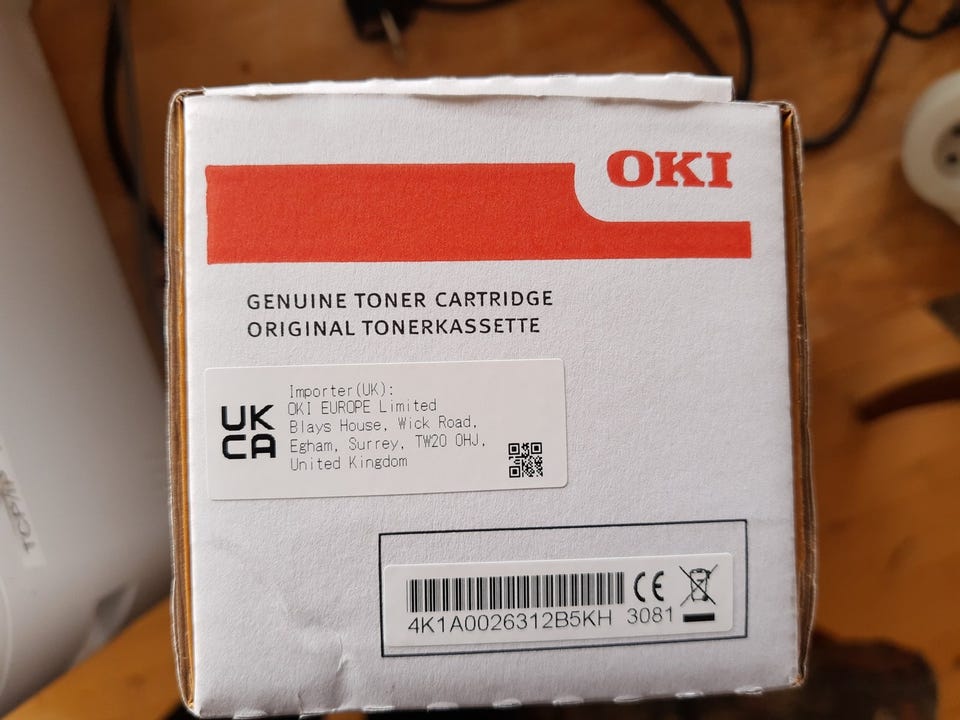 OKI
GENUINE TONER CARTRIDGE
ORIGINAL TONERKASSETTE
UK
CA
Importer(UK):
OKI EUROPE Limited
Blays House, Wick Road,
Egham, Surrey, TW20 0HJ,
United Kingdom
CE
4K1A0026312B5KH 3081